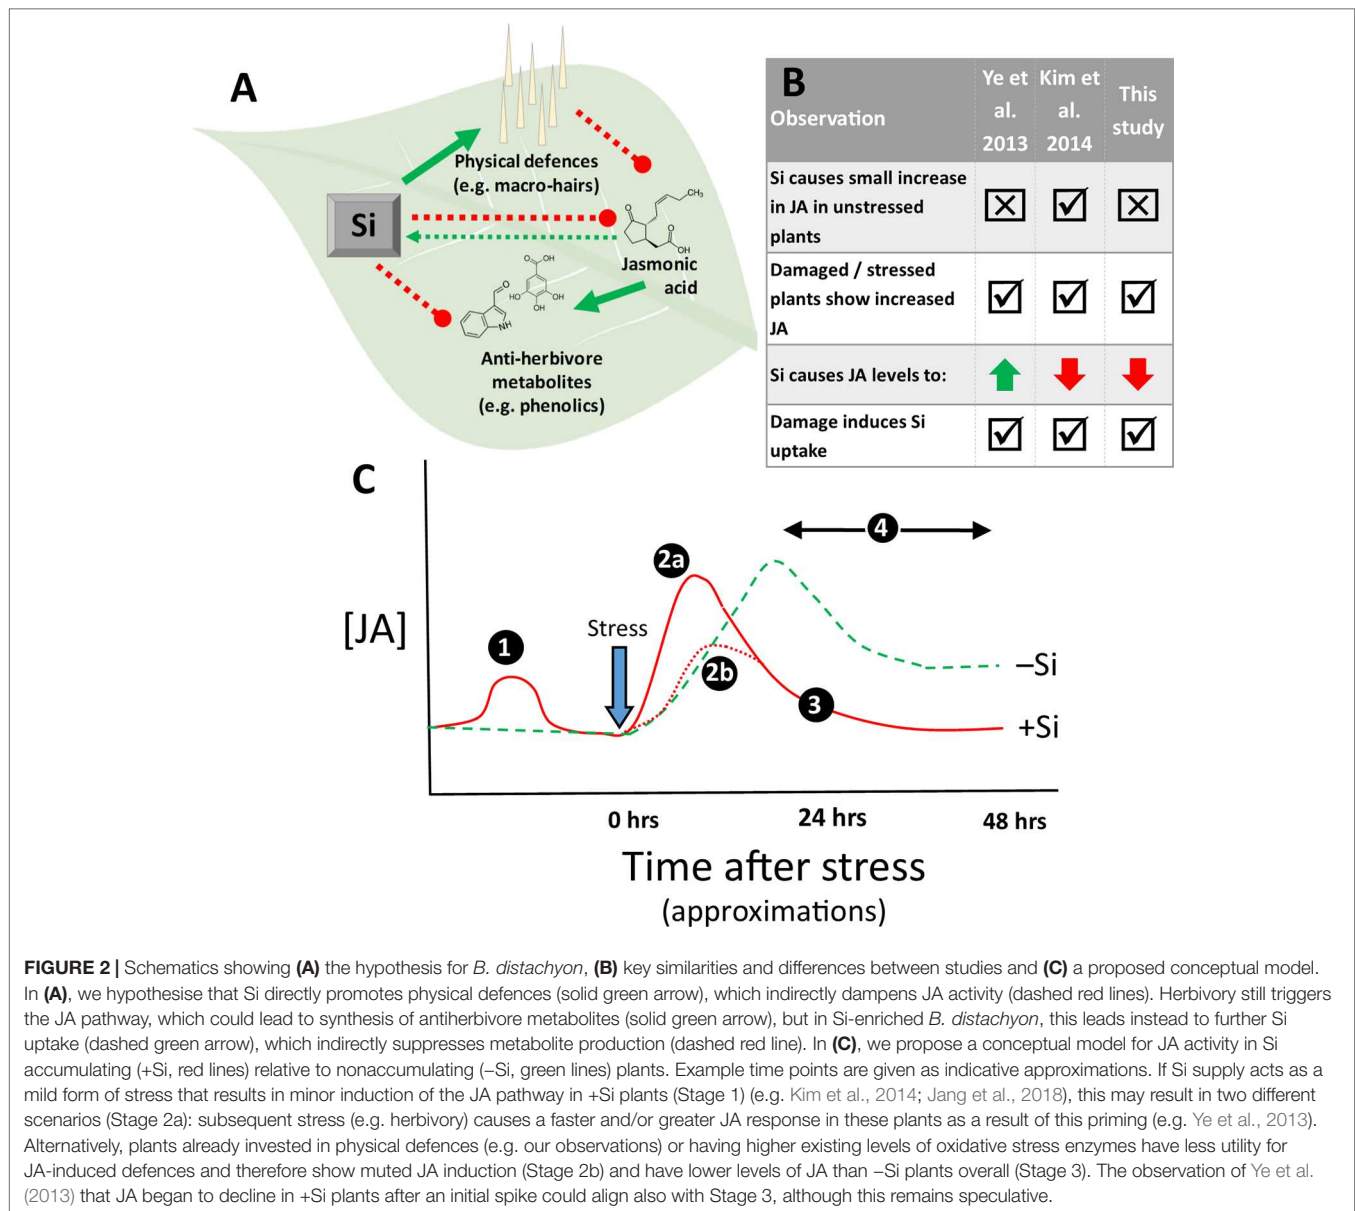 A
Physical defences
(e.g. macro-hairs)
Si
CH₃
O
O
OH
Jasmonic
acid
O
OH
HO
OH
OH
O
NH
Anti-herbivore
metabolites
(e.g. phenolics)
B
Observation
Ye et
al.
2013
Kim et
al.
2014
This
study
Si causes small increase
in JA in unstressed
plants
Damaged / stressed
plants show increased
JA
Si causes JA levels to:
Damage induces Si
uptake
C
[JA]
1
Stress
2a
2b
3
4
–Si
+Si
0 hrs
24 hrs
48 hrs
Time after stress
(approximations)
FIGURE 2 | Schematics showing (A) the hypothesis for B. distachyon, (B) key similarities and differences between studies and (C) a proposed conceptual model.
In (A), we hypothesise that Si directly promotes physical defences (solid green arrow), which indirectly dampens JA activity (dashed red lines). Herbivory still triggers
the JA pathway, which could lead to synthesis of antiherbivore metabolites (solid green arrow), but in Si-enriched B. distachyon, this leads instead to further Si
uptake (dashed green arrow), which indirectly suppresses metabolite production (dashed red line). In (C), we propose a conceptual model for JA activity in Si
accumulating (+Si, red lines) relative to nonaccumulating (–Si, green lines) plants. Example time points are given as indicative approximations. If Si supply acts as a
mild form of stress that results in minor induction of the JA pathway in +Si plants (Stage 1) (e.g. Kim et al., 2014; Jang et al., 2018), this may result in two different
scenarios (Stage 2a): subsequent stress (e.g. herbivory) causes a faster and/or greater JA response in these plants as a result of this priming (e.g. Ye et al., 2013).
Alternatively, plants already invested in physical defences (e.g. our observations) or having higher existing levels of oxidative stress enzymes have less utility for
JA-induced defences and therefore show muted JA induction (Stage 2b) and have lower levels of JA than –Si plants overall (Stage 3). The observation of Ye et al.
(2013) that JA began to decline in +Si plants after an initial spike could align also with Stage 3, although this remains speculative.